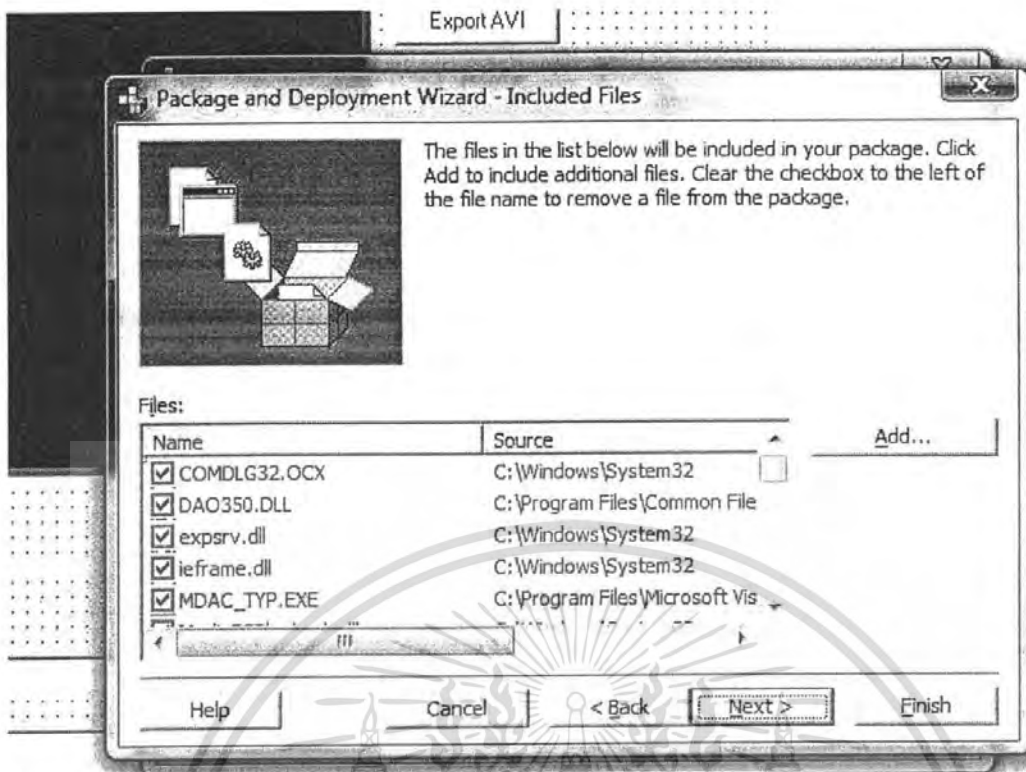 Export AVI
Package and Deployment Wizard - Included Files
The files in the list below will be included in your package. Click
Add to include additional files. Clear the checkbox to the left of
the file name to remove a file from the package.
Files:
Name Source
Add...
COMDLG32.OCX C:\Windows\System32
DAO350.DLL C:\Program Files\Common File
expsrv.dll C:\Windows\System32
ieframe.dll C:\Windows\System32
MDAC_TYP.EXE C:\Program Files\Microsoft Vis
Help Cancel < Back Next > Finish